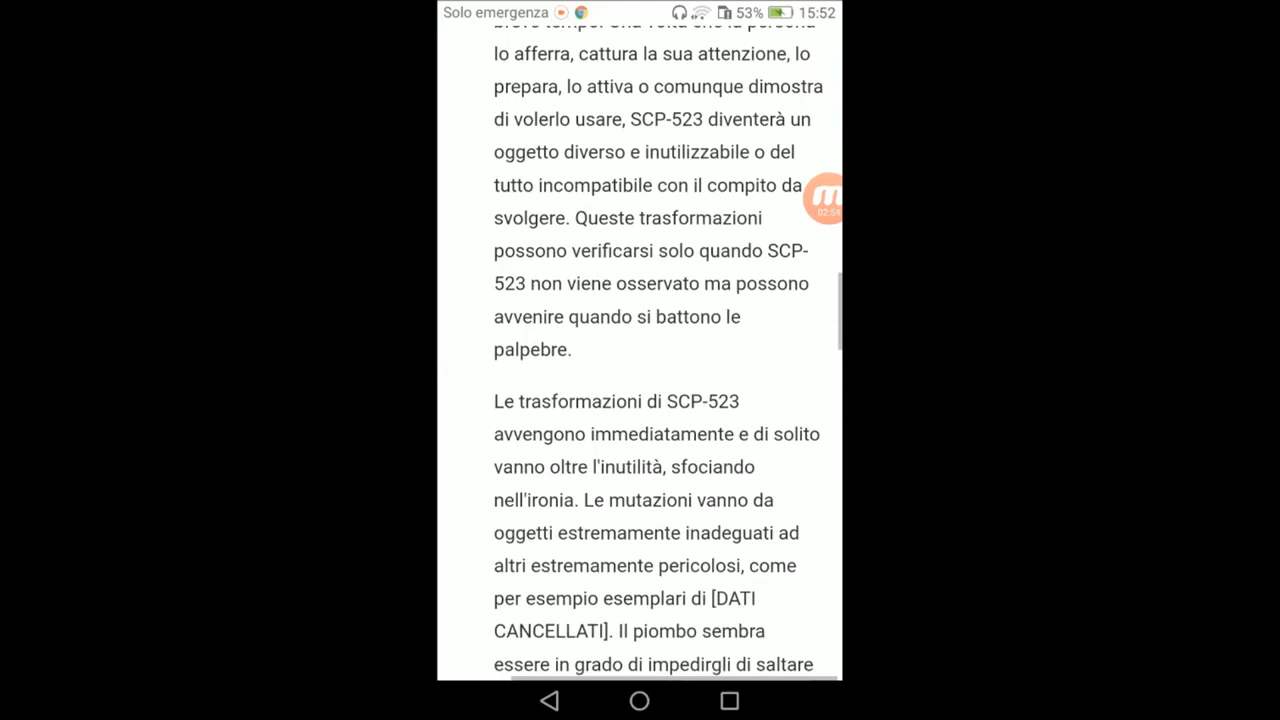 Solo emergenza 53% 15:52
lo afferra, cattura la sua attenzione, lo
prepara, lo attiva o comunque dimostra
di volerlo usare, SCP-523 diventerà un
oggetto diverso e inutilizzabile o del
tutto incompatibile con il compito da
svolgere. Queste trasformazioni
possono verificarsi solo quando SCP-
523 non viene osservato ma possono
avvenire quando si battono le
palpebre.
Le trasformazioni di SCP-523
avvengono immediatamente e di solito
vanno oltre l'inutilità, sfociando
nell'ironia. Le mutazioni vanno da
oggetti estremamente inadeguati ad
altri estremamente pericolosi, come
per esempio esemplari di [DATI
CANCELLATI]. Il piombo sembra
essere in grado di impedirgli di saltare